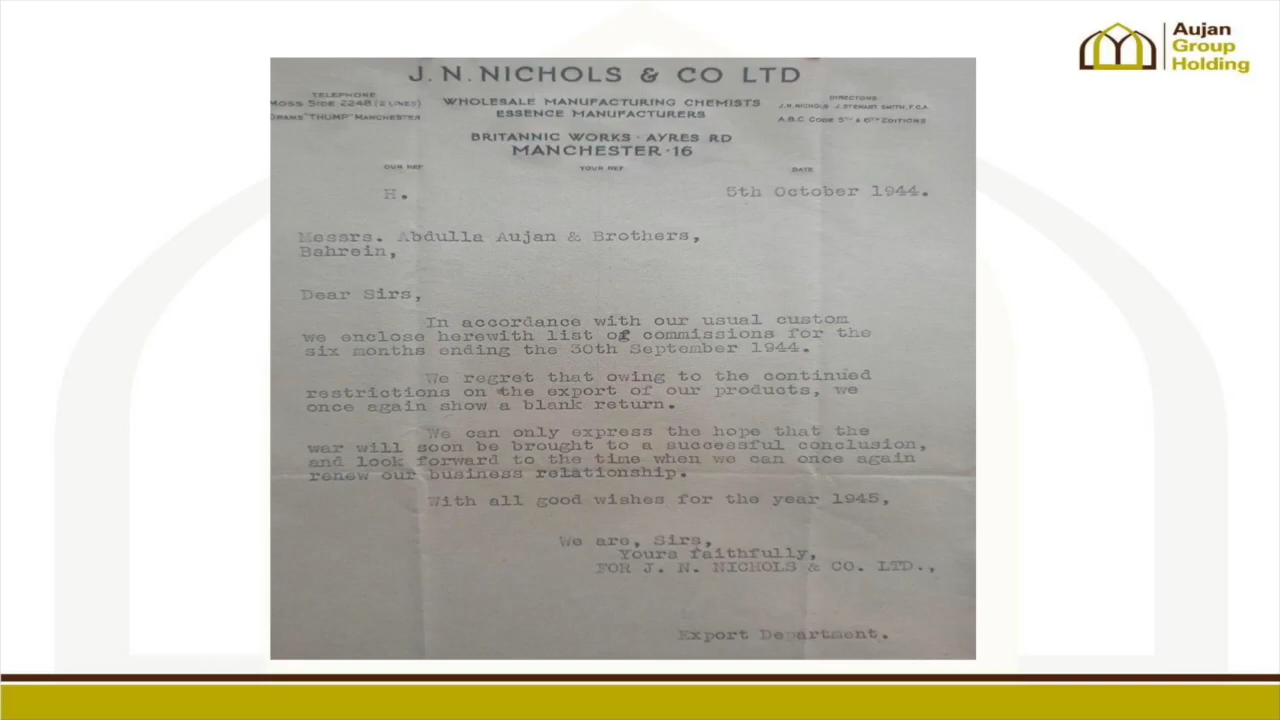 Aujan
Group
Holding
J. N. NICHOLS & CO LTD
TELEPHONE
MOSS SIDE 2248 (2 LINES)
GRAMS "THUMP" MANCHESTER
WHOLESALE MANUFACTURING CHEMISTS
ESSENCE MANUFACTURERS
DIRECTORS
J.N.NICHOLS J. STEWART SMITH, F.C.A.
A.B.C. CODE 5TH & 6TH EDITIONS
BRITANNIC WORKS · AYRES RD
MANCHESTER · 16
OUR REF
YOUR REF
DATE
H.
5th October 1944.
Messrs. Abdulla Aujan & Brothers,
Bahrein,
Dear Sirs,
In accordance with our usual custom
we enclose herewith list of commissions for the
six months ending the 30th September 1944.
We regret that owing to the continued
restrictions on the export of our products, we
once again show a blank return.
We can only express the hope that the
war will soon be brought to a successful conclusion,
and look forward to the time when we can once again
renew our business relationship.
With all good wishes for the year 1945,
We are, Sirs,
Yours faithfully,
FOR J. N. NICHOLS & CO. LTD.,
Export Department.